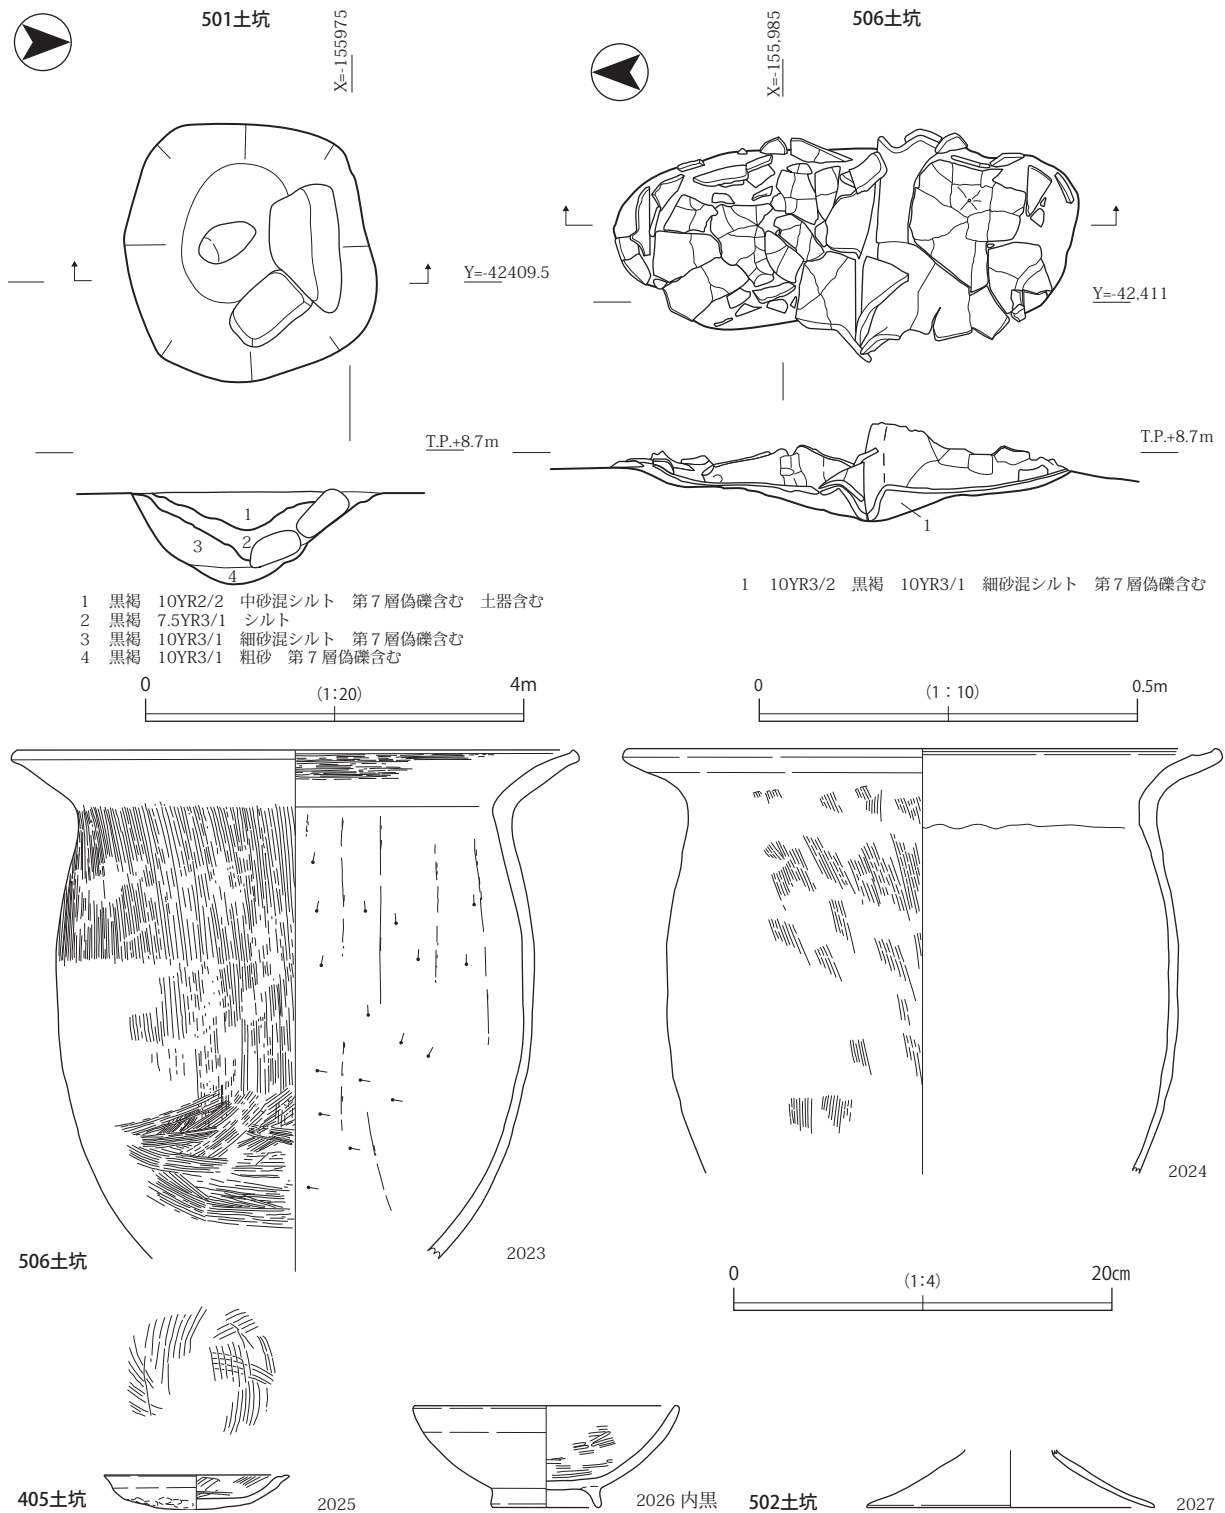 501土坑
X=-155975
506土坑
X=-155,985
Y=-42409.5
Y=-42,411
T.P.+8.7m
T.P.+8.7m
1
2
3
4
1
1 黒褐 10YR2/2 中砂混シルト 第7層偽礫含む 土器含む
2 黒褐 7.5YR3/1 シルト
3 黒褐 10YR3/1 細砂混シルト 第7層偽礫含む
4 黒褐 10YR3/1 粗砂 第7層偽礫含む
1 10YR3/2 黒褐 10YR3/1 細砂混シルト 第7層偽礫含む
0 (1:20) 4m
0 (1:10) 0.5m
2024
506土坑
2023
0 (1:4) 20cm
405土坑
2025
2026 内黒
502土坑
2027